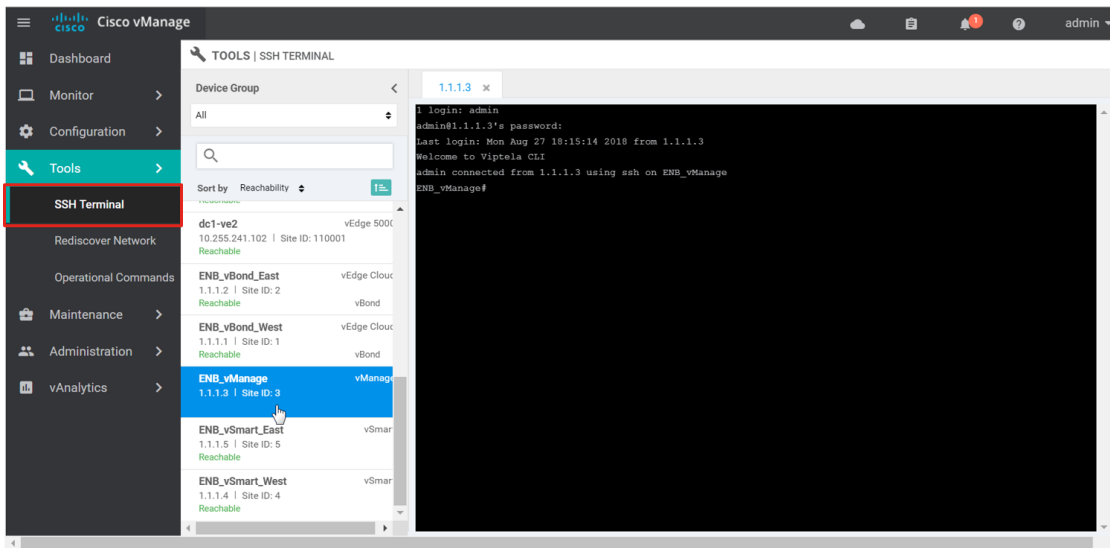 cisco Cisco vManage
1
admin
Dashboard
Monitor
Configuration
Tools
SSH Terminal
Rediscover Network
Operational Commands
Maintenance
Administration
vAnalytics
TOOLS | SSH TERMINAL
Device Group
All
Sort by Reachability
dc1-ve2 vEdge 5000
10.255.241.102 | Site ID: 110001
Reachable
ENB_vBond_East vEdge Clouc
1.1.1.2 | Site ID: 2
Reachable vBond
ENB_vBond_West vEdge Clouc
1.1.1.1 | Site ID: 1
Reachable vBond
ENB_vManage vManage
1.1.1.3 | Site ID: 3
ENB_vSmart_East vSmar
1.1.1.5 | Site ID: 5
Reachable
ENB_vSmart_West vSmar
1.1.1.4 | Site ID: 4
Reachable
1.1.1.3
l login: admin
admin@1.1.1.3's password:
Last login: Mon Aug 27 18:15:14 2018 from 1.1.1.3
Welcome to Viptela CLI
admin connected from 1.1.1.3 using ssh on ENB_vManage
ENB_vManage#